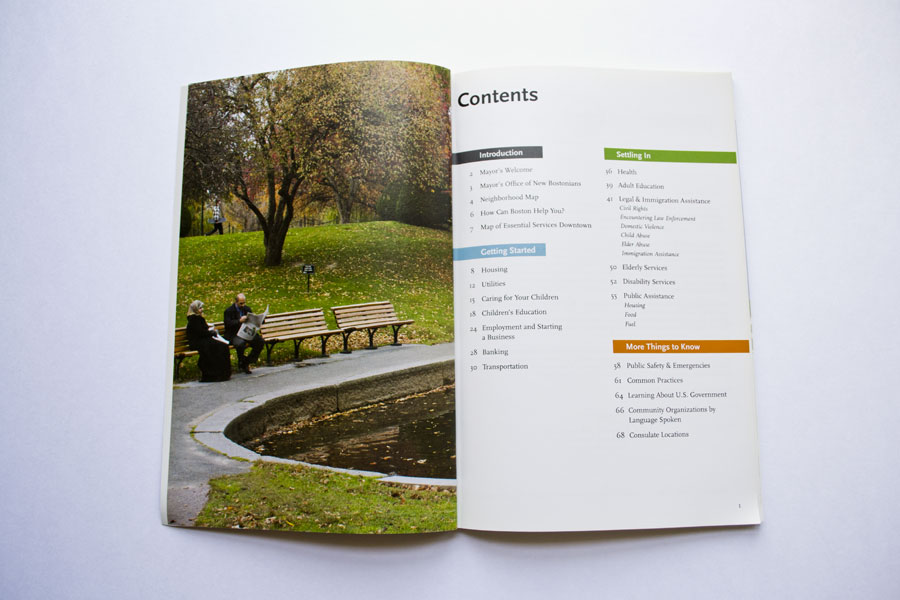 Contents
Introduction
2 Mayor's Welcome
3 Mayor's Office of New Bostonians
4 Neighborhood Map
6 How Can Boston Help You?
7 Map of Essential Services Downtown
Getting Started
8 Housing
12 Utilities
15 Caring for Your Children
18 Children's Education
24 Employment and Starting
a Business
28 Banking
30 Transportation
Settling In
36 Health
39 Adult Education
41 Legal & Immigration Assistance
Civil Rights
Encountering Law Enforcement
Domestic Violence
Child Abuse
Elder Abuse
Immigration Assistance
50 Elderly Services
52 Disability Services
55 Public Assistance
Housing
Food
Fuel
More Things to Know
58 Public Safety & Emergencies
61 Common Practices
64 Learning About U.S. Government
66 Community Organizations by
Language Spoken
68 Consulate Locations
1